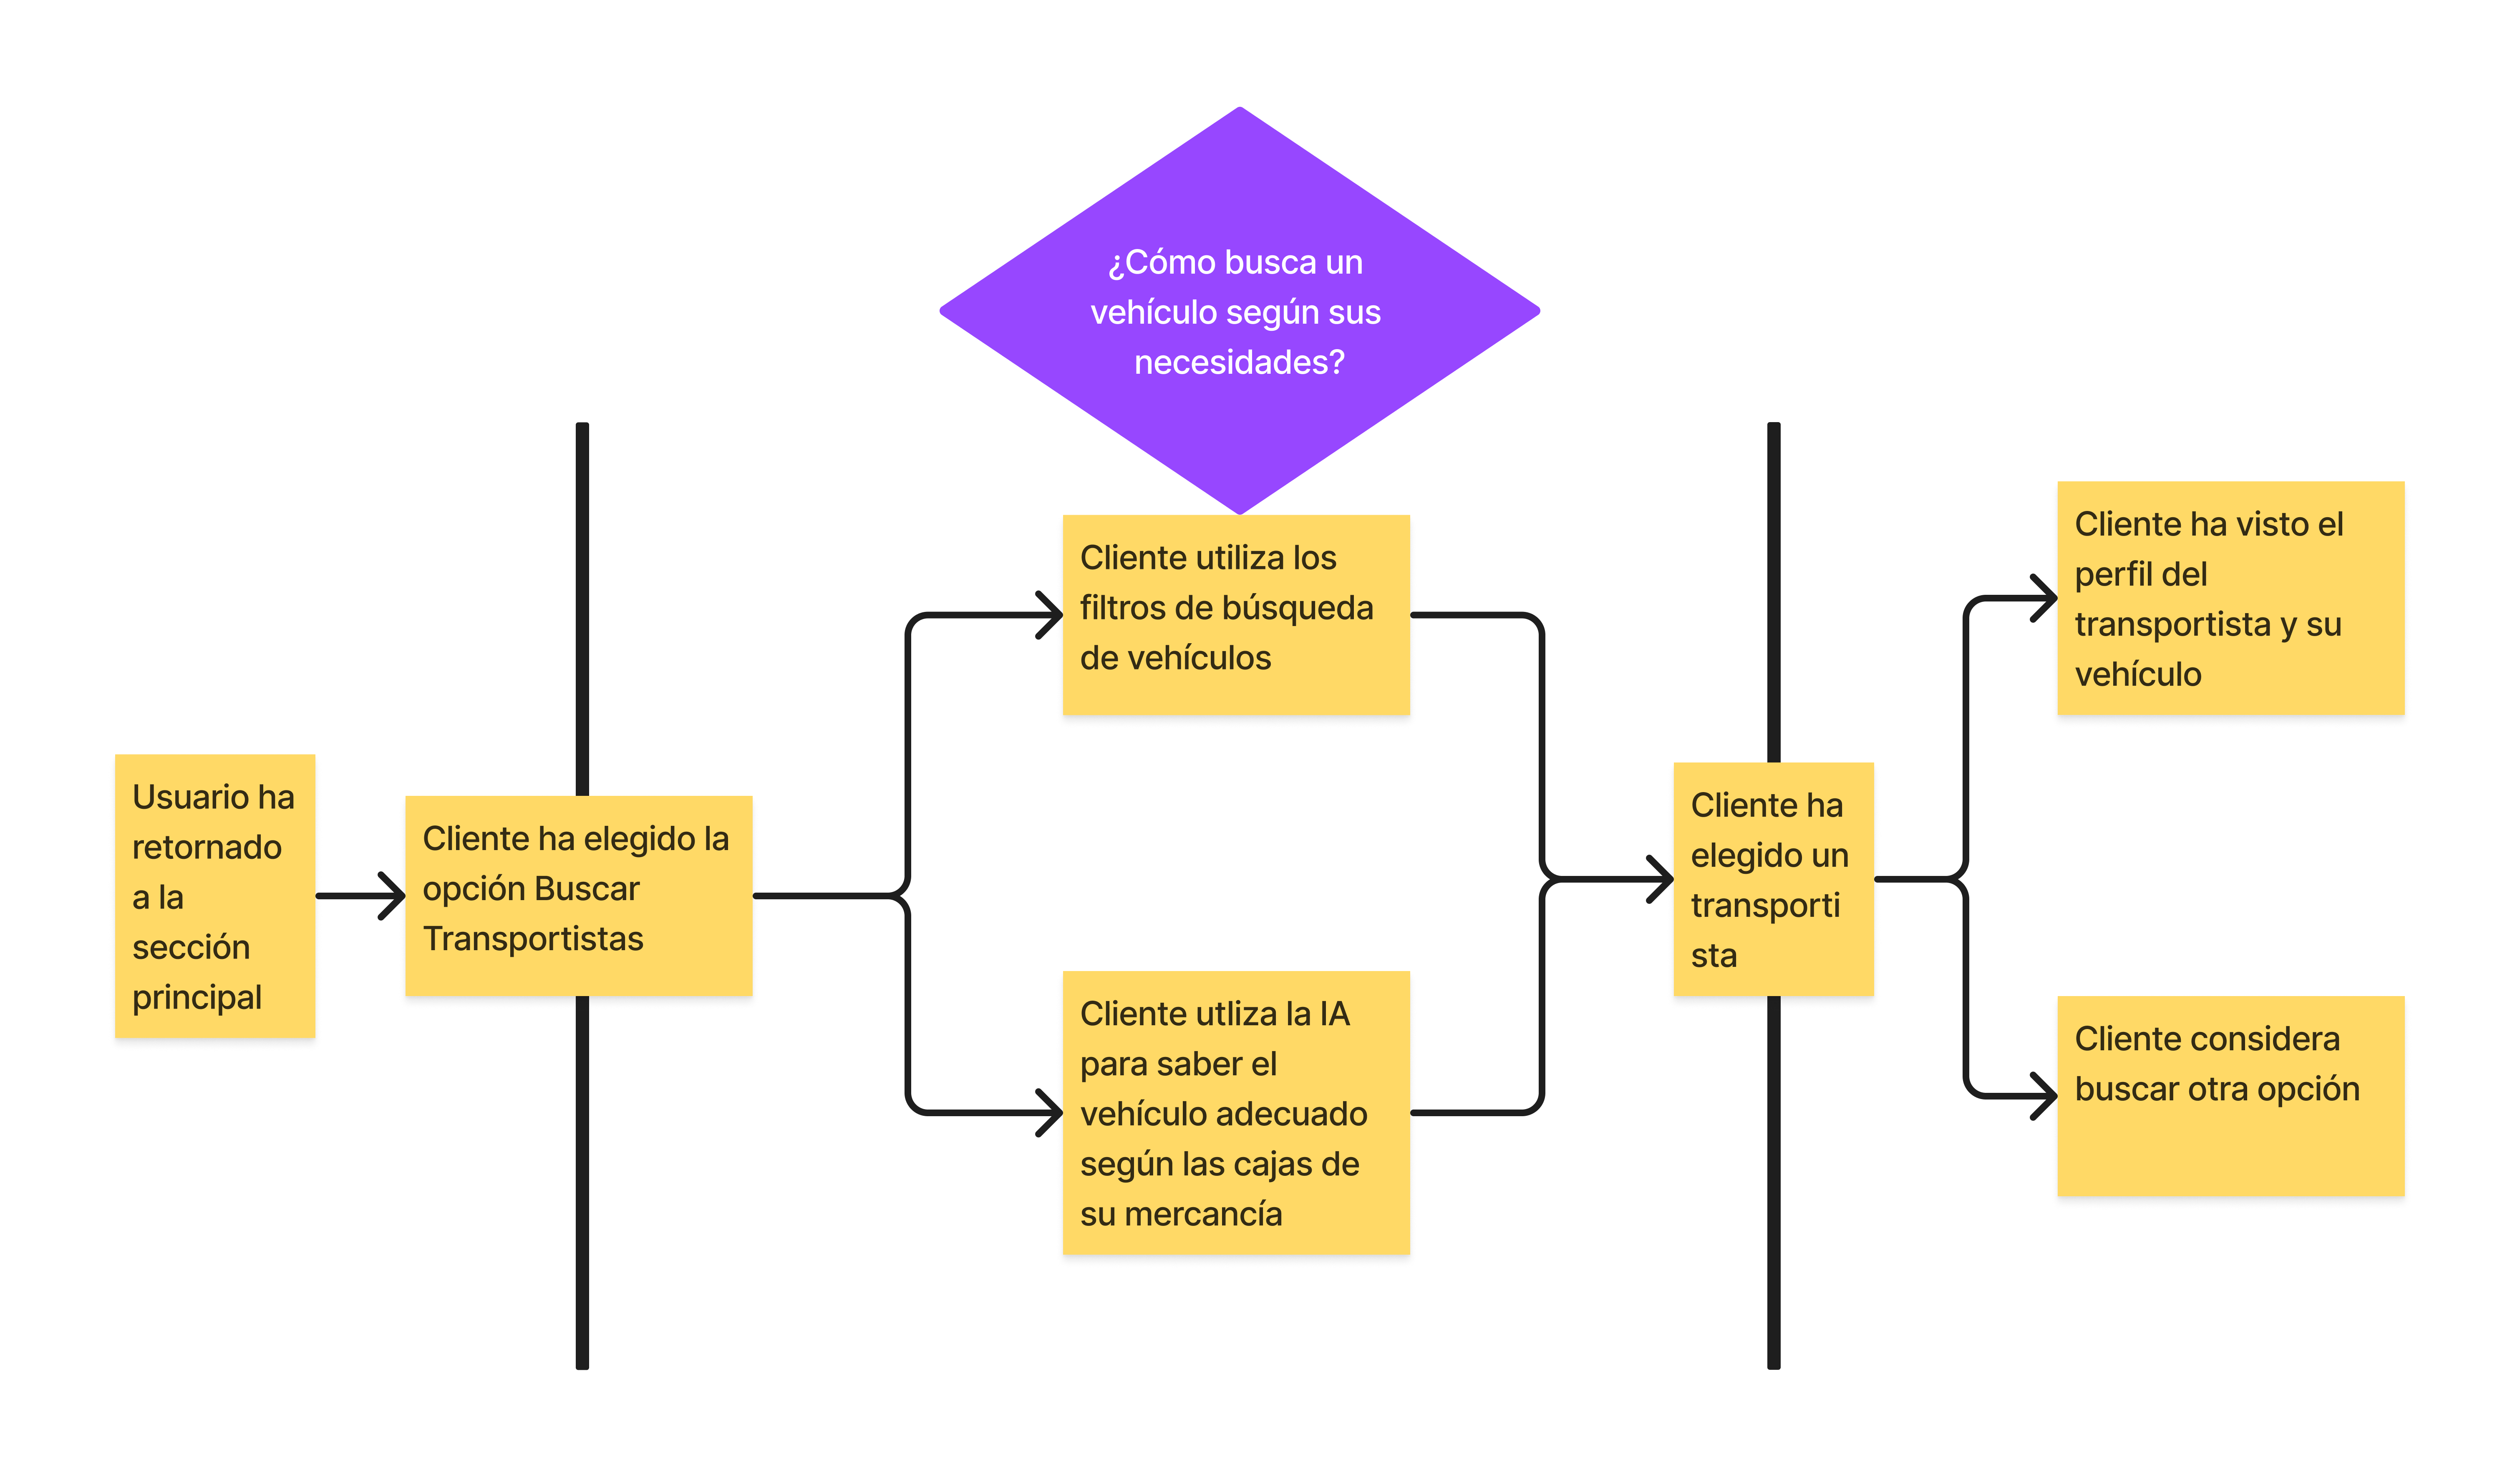 ¿Cómo busca un
vehículo según sus
necesidades?
Usuario ha
retornado
a la
sección
principal
Cliente ha elegido la
opción Buscar
Transportistas
Cliente utiliza los
filtros de búsqueda
de vehículos
Cliente utliza la IA
para saber el
vehículo adecuado
según las cajas de
su mercancía
Cliente ha
elegido un
transporti
sta
Cliente ha visto el
perfil del
transportista y su
vehículo
Cliente considera
buscar otra opción